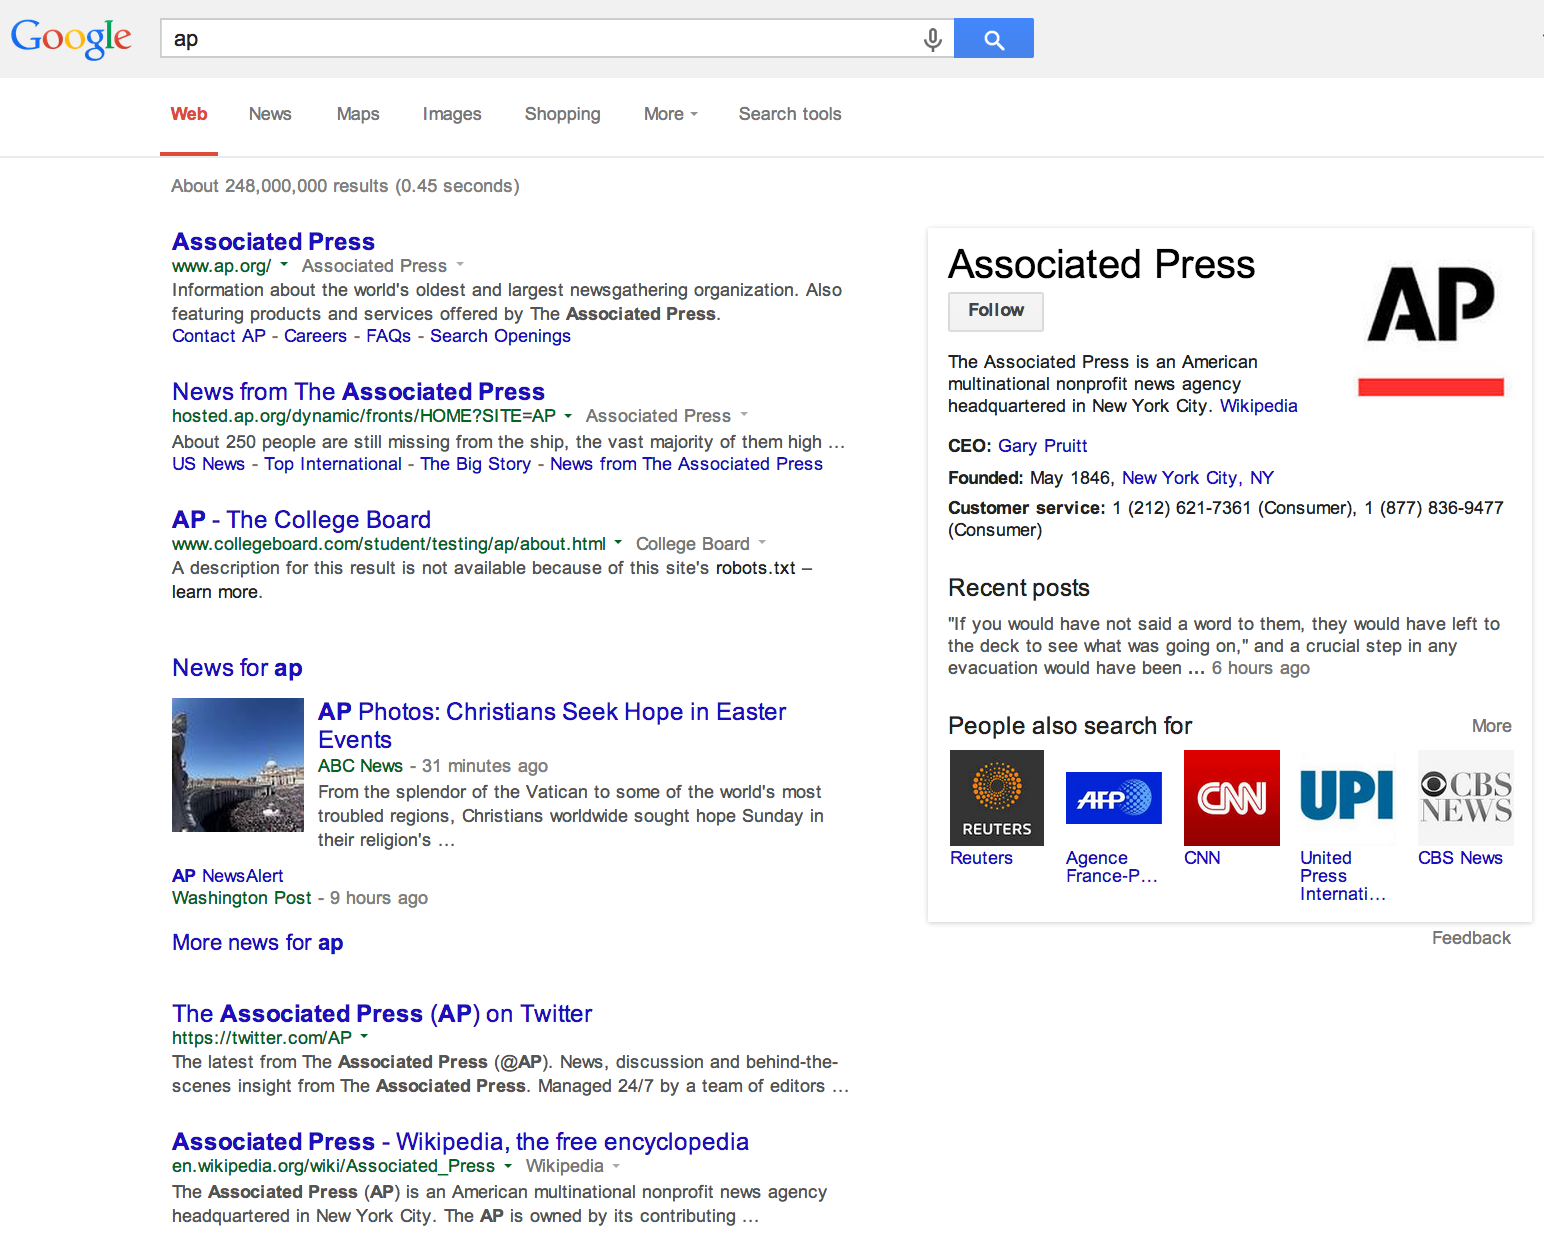 Google
ap
Web News Maps Images Shopping More Search tools
About 248,000,000 results (0.45 seconds)
Associated Press
www.ap.org/ Associated Press
Information about the world's oldest and largest newsgathering organization. Also
featuring products and services offered by The Associated Press.
Contact AP - Careers - FAQs - Search Openings
News from The Associated Press
hosted.ap.org/dynamic/fronts/HOME?SITE=AP Associated Press
About 250 people are still missing from the ship, the vast majority of them high ...
US News - Top International - The Big Story - News from The Associated Press
AP - The College Board
www.collegeboard.com/student/testing/ap/about.html College Board
A description for this result is not available because of this site's robots.txt –
learn more.
News for ap
AP Photos: Christians Seek Hope in Easter
Events
ABC News - 31 minutes ago
From the splendor of the Vatican to some of the world's most
troubled regions, Christians worldwide sought hope Sunday in
their religion's ...
AP NewsAlert
Washington Post - 9 hours ago
More news for ap
The Associated Press (AP) on Twitter
https://twitter.com/AP
The latest from The Associated Press (@AP). News, discussion and behind-the-
scenes insight from The Associated Press. Managed 24/7 by a team of editors ...
Associated Press - Wikipedia, the free encyclopedia
en.wikipedia.org/wiki/Associated_Press Wikipedia
The Associated Press (AP) is an American multinational nonprofit news agency
headquartered in New York City. The AP is owned by its contributing ...
Associated Press
AP
Follow
The Associated Press is an American
multinational nonprofit news agency
headquartered in New York City. Wikipedia
CEO: Gary Pruitt
Founded: May 1846, New York City, NY
Customer service: 1 (212) 621-7361 (Consumer), 1 (877) 836-9477
(Consumer)
Recent posts
"If you would have not said a word to them, they would have left to
the deck to see what was going on," and a crucial step in any
evacuation would have been ... 6 hours ago
People also search for More
REUTERS
AFP
CNN
UPI
CBS
NEWS
Reuters
Agence
France-P...
CNN
United
Press
Internati...
CBS News
Feedback